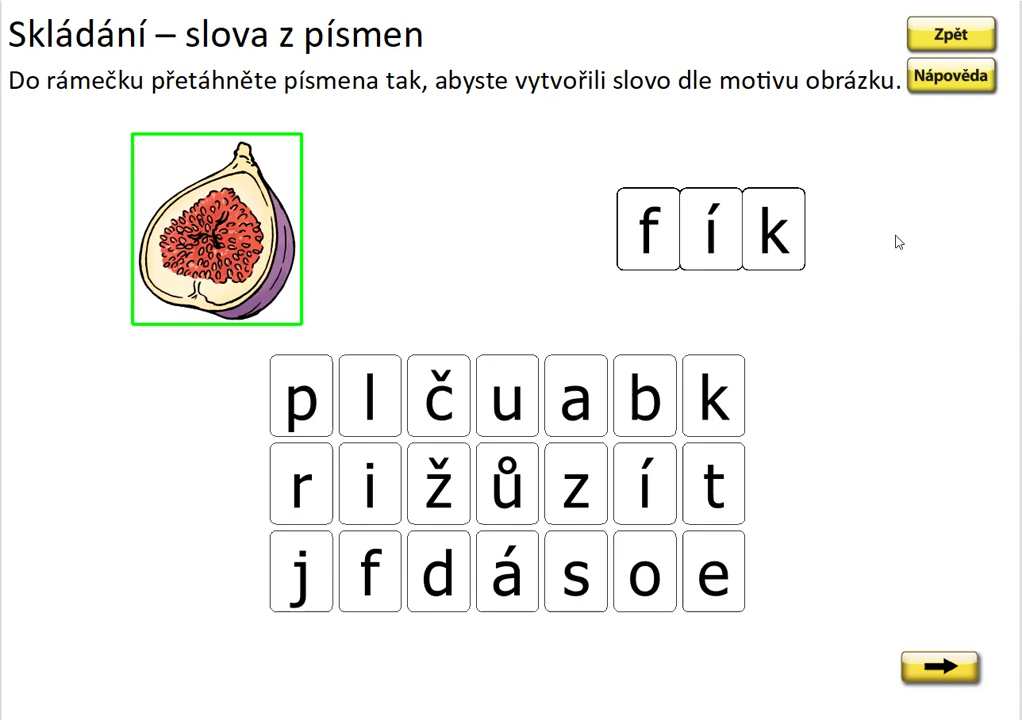 Skládání – slova z písmen
Zpět
Do rámečku přetáhněte písmena tak, abyste vytvořili slovo dle motivu obrázku.
Nápověda
f í k
p l č u a b k
r i ž ů z í t
j f d á s o e